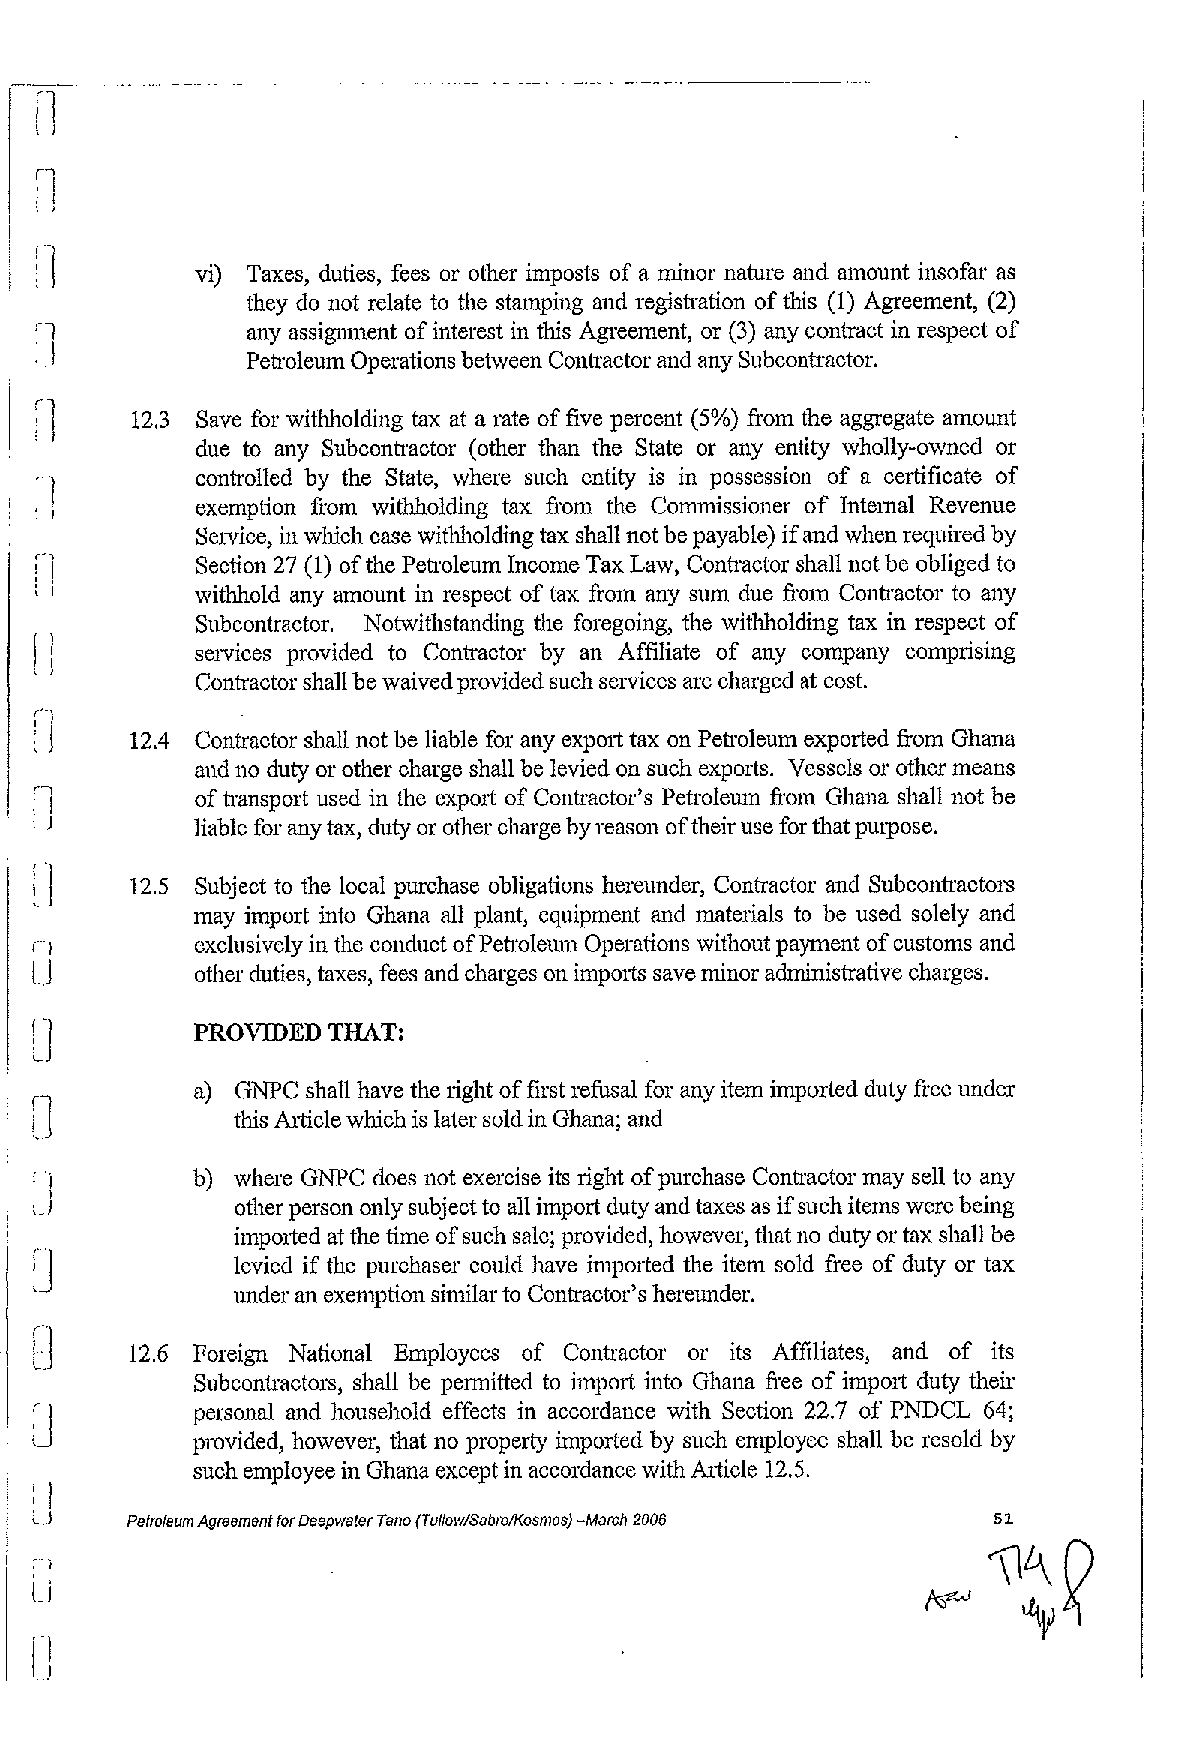 vi) Taxes, duties, fees or other imposts of a minor nature and amount insofar as
they do not relate to the stamping and registration of this (1) Agreement, (2)
any assignment of interest in this Agreement, or (3) any contract in respect of
Petroleum Operations between Contractor and any Subcontractor.
12.3 Save for withholding tax at a rate of five percent (5%) from the aggregate amount
due to any Subcontractor (other than the State or any entity wholly-owned or
controlled by the State, where such entity is in possession of a certificate of
exemption from withholding tax from the Commissioner of Internal Revenue
Service, in which case withholding tax shall not be payable) if and when required by
Section 27 (1) of the Petroleum Income Tax Law, Contractor shall not be obliged to
withhold any amount in respect of tax from any sum due from Contractor to any
Subcontractor. Notwithstanding the foregoing, the withholding tax in respect of
services provided to Contractor by an Affiliate of any company comprising
Contractor shall be waived provided such services are charged at cost.
12.4 Contractor shall not be liable for any export tax on Petroleum exported from Ghana
and no duty or other charge shall be levied on such exports. Vessels or other means
of transport used in the export of Contractor's Petroleum from Ghana shall not be
liable for any tax, duty or other charge by reason of their use for that purpose.
12.5 Subject to the local purchase obligations hereunder, Contractor and Subcontractors
may import into Ghana all plant, equipment and materials to be used solely and
exclusively in the conduct of Petroleum Operations without payment of customs and
other duties, taxes, fees and charges on imports save minor administrative charges.
PROVIDED THAT:
a) GNPC shall have the right of first refusal for any item imported duty free under
this Article which is later sold in Ghana; and
b) where GNPC does not exercise its right of purchase Contractor may sell to any
other person only subject to all import duty and taxes as if such items were being
imported at the time of such sale; provided, however, that no duty or tax shall be
levied if the purchaser could have imported the item sold free of duty or tax
under an exemption similar to Contractor's hereunder.
12.6 Foreign National Employees of Contractor or its Affiliates, and of its
Subcontractors, shall be permitted to import into Ghana free of import duty their
personal and household effects in accordance with Section 22.7 of PNDCL 64;
provided, however, that no property imported by such employee shall be resold by
such employee in Ghana except in accordance with Article 12.5.
Petroleum Agreement for Deepwater Tano (Tullow/Sabre/Kosmos) –March 2006 51